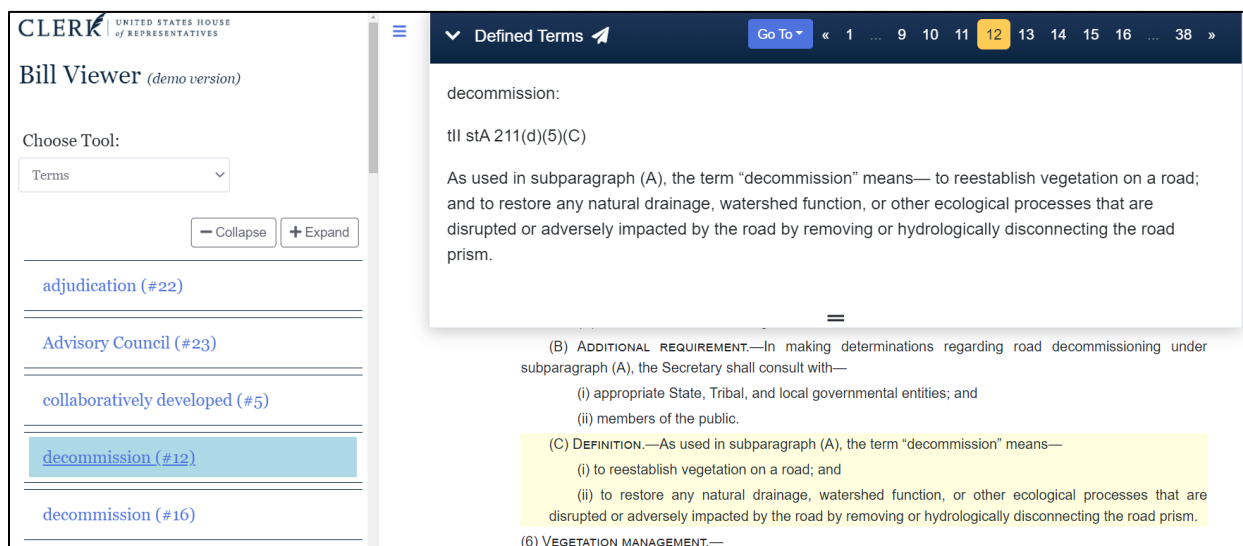 CLERK UNITED STATES HOUSE
of REPRESENTATIVES
Bill Viewer (demo version)
Choose Tool:
Terms
Collapse Expand
adjudication (#22)
Advisory Council (#23)
collaboratively developed (#5)
decommission (#12)
decommission (#16)
Defined Terms Go To « 1 ... 9 10 11 12 13 14 15 16 ... 38 »
decommission:
tII stA 211(d)(5)(C)
As used in subparagraph (A), the term “decommission” means— to reestablish vegetation on a road;
and to restore any natural drainage, watershed function, or other ecological processes that are
disrupted or adversely impacted by the road by removing or hydrologically disconnecting the road
prism.
(B) ADDITIONAL REQUIREMENT.—In making determinations regarding road decommissioning under
subparagraph (A), the Secretary shall consult with—
(i) appropriate State, Tribal, and local governmental entities; and
(ii) members of the public.
(C) DEFINITION.—As used in subparagraph (A), the term “decommission” means—
(i) to reestablish vegetation on a road; and
(ii) to restore any natural drainage, watershed function, or other ecological processes that are
disrupted or adversely impacted by the road by removing or hydrologically disconnecting the road prism.
(6) VEGETATION MANAGEMENT.—